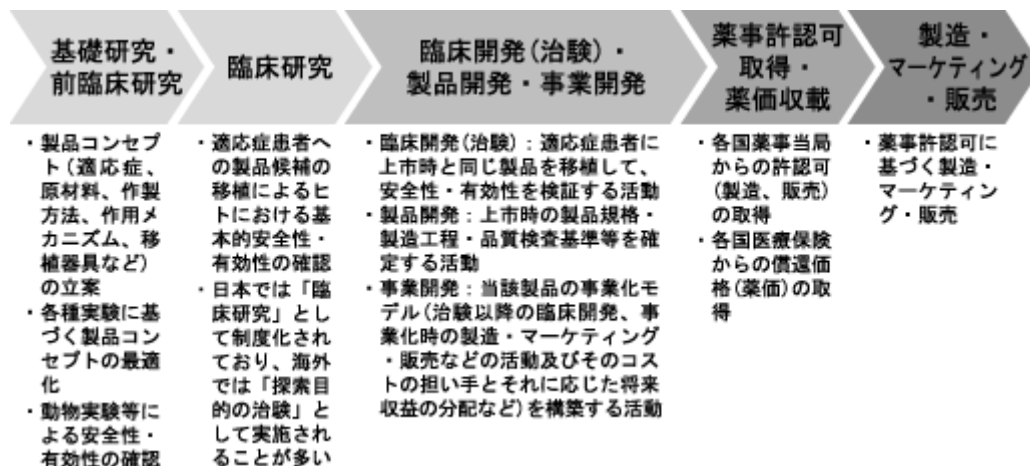 基礎研究・
前臨床研究
臨床研究
臨床開発(治験)・
製品開発・事業開発
薬事許認可
取得・
薬価収載
製造・
マーケティング
・販売
・製品コンセプ
ト(適応症、
原材料、作製
方法、作用メ
カニズム、移
植器具など)
の立案
・各種実験に基
づく製品コン
セプトの最適
化
・動物実験等に
よる安全性・
有効性の確認
・適応症患者へ
の製品候補の
移植によるヒ
トにおける基
本的安全性・
有効性の確認
・日本では「臨
床研究」とし
て制度化され
ており、海外
では「探索目
的の治験」と
して実施され
ることが多い
・臨床開発(治験)：適応症患者に
上市時と同じ製品を移植して、
安全性・有効性を検証する活動
・製品開発：上市時の製品規格・
製造工程・品質検査基準等を確
定する活動
・事業開発：当該製品の事業化モ
デル(治験以降の臨床開発、事
業化時の製造・マーケティング
・販売などの活動及びそのコス
トの担い手とそれに応じた将来
収益の分配など)を構築する活動
・各国薬事当局
からの許認可
(製造、販売)
の取得
・各国医療保険
からの償還価
格(薬価)の取
得
・薬事許認可に
基づく製造・
マーケティン
グ・販売